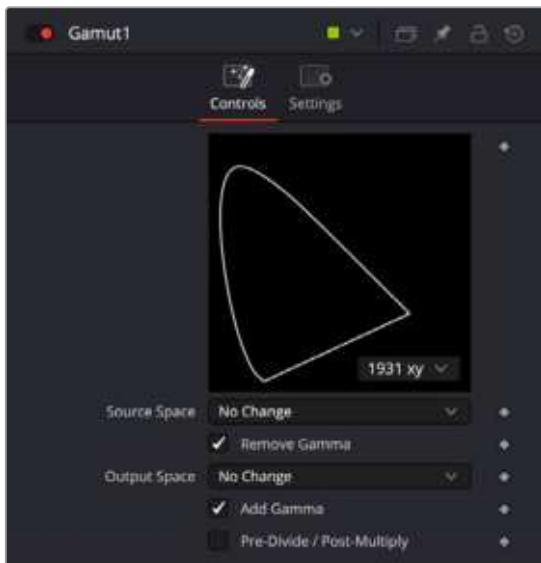 Gamut1
Controls Settings
1931 xy
Source Space No Change
Remove Gamma
Output Space No Change
Add Gamma
Pre-Divide / Post-Multiply